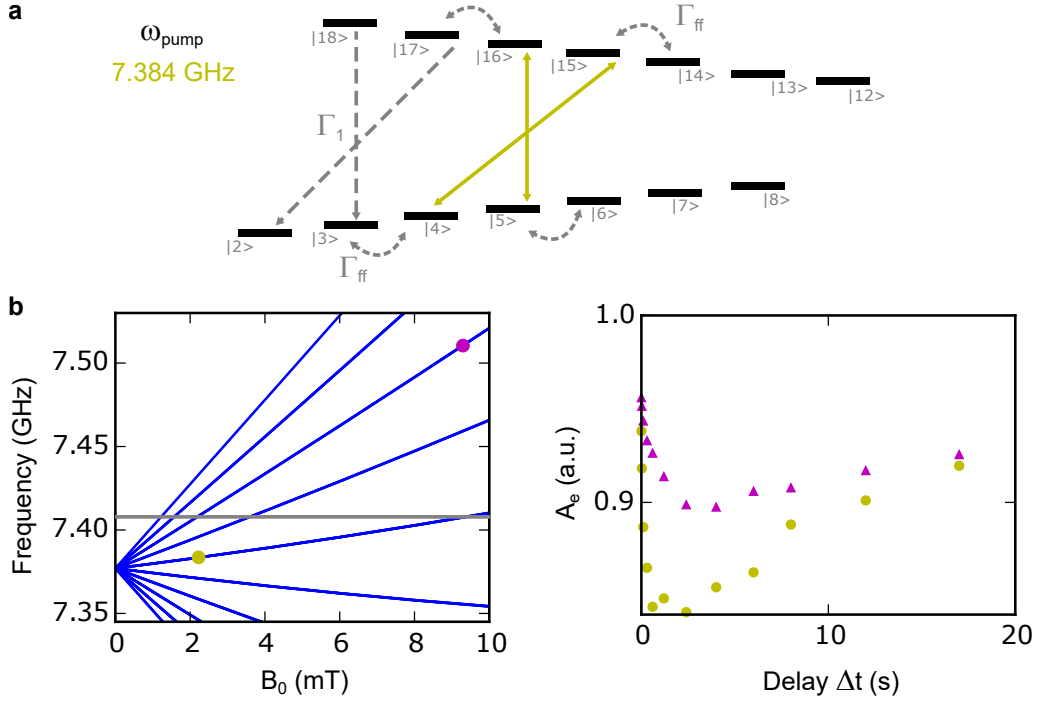 a
ω_pump
7.384 GHz
|18>
|17>
|16>
|15>
|14>
|13>
|12>
Γ_ff
Γ_1
|2>
|3>
|4>
|5>
|6>
|7>
|8>
Γ_ff
b
7.50
7.45
7.40
7.35
Frequency (GHz)
0 2 4 6 8 10
B_0 (mT)
1.0
0.9
A_e (a.u.)
0 10 20
Delay Δt (s)